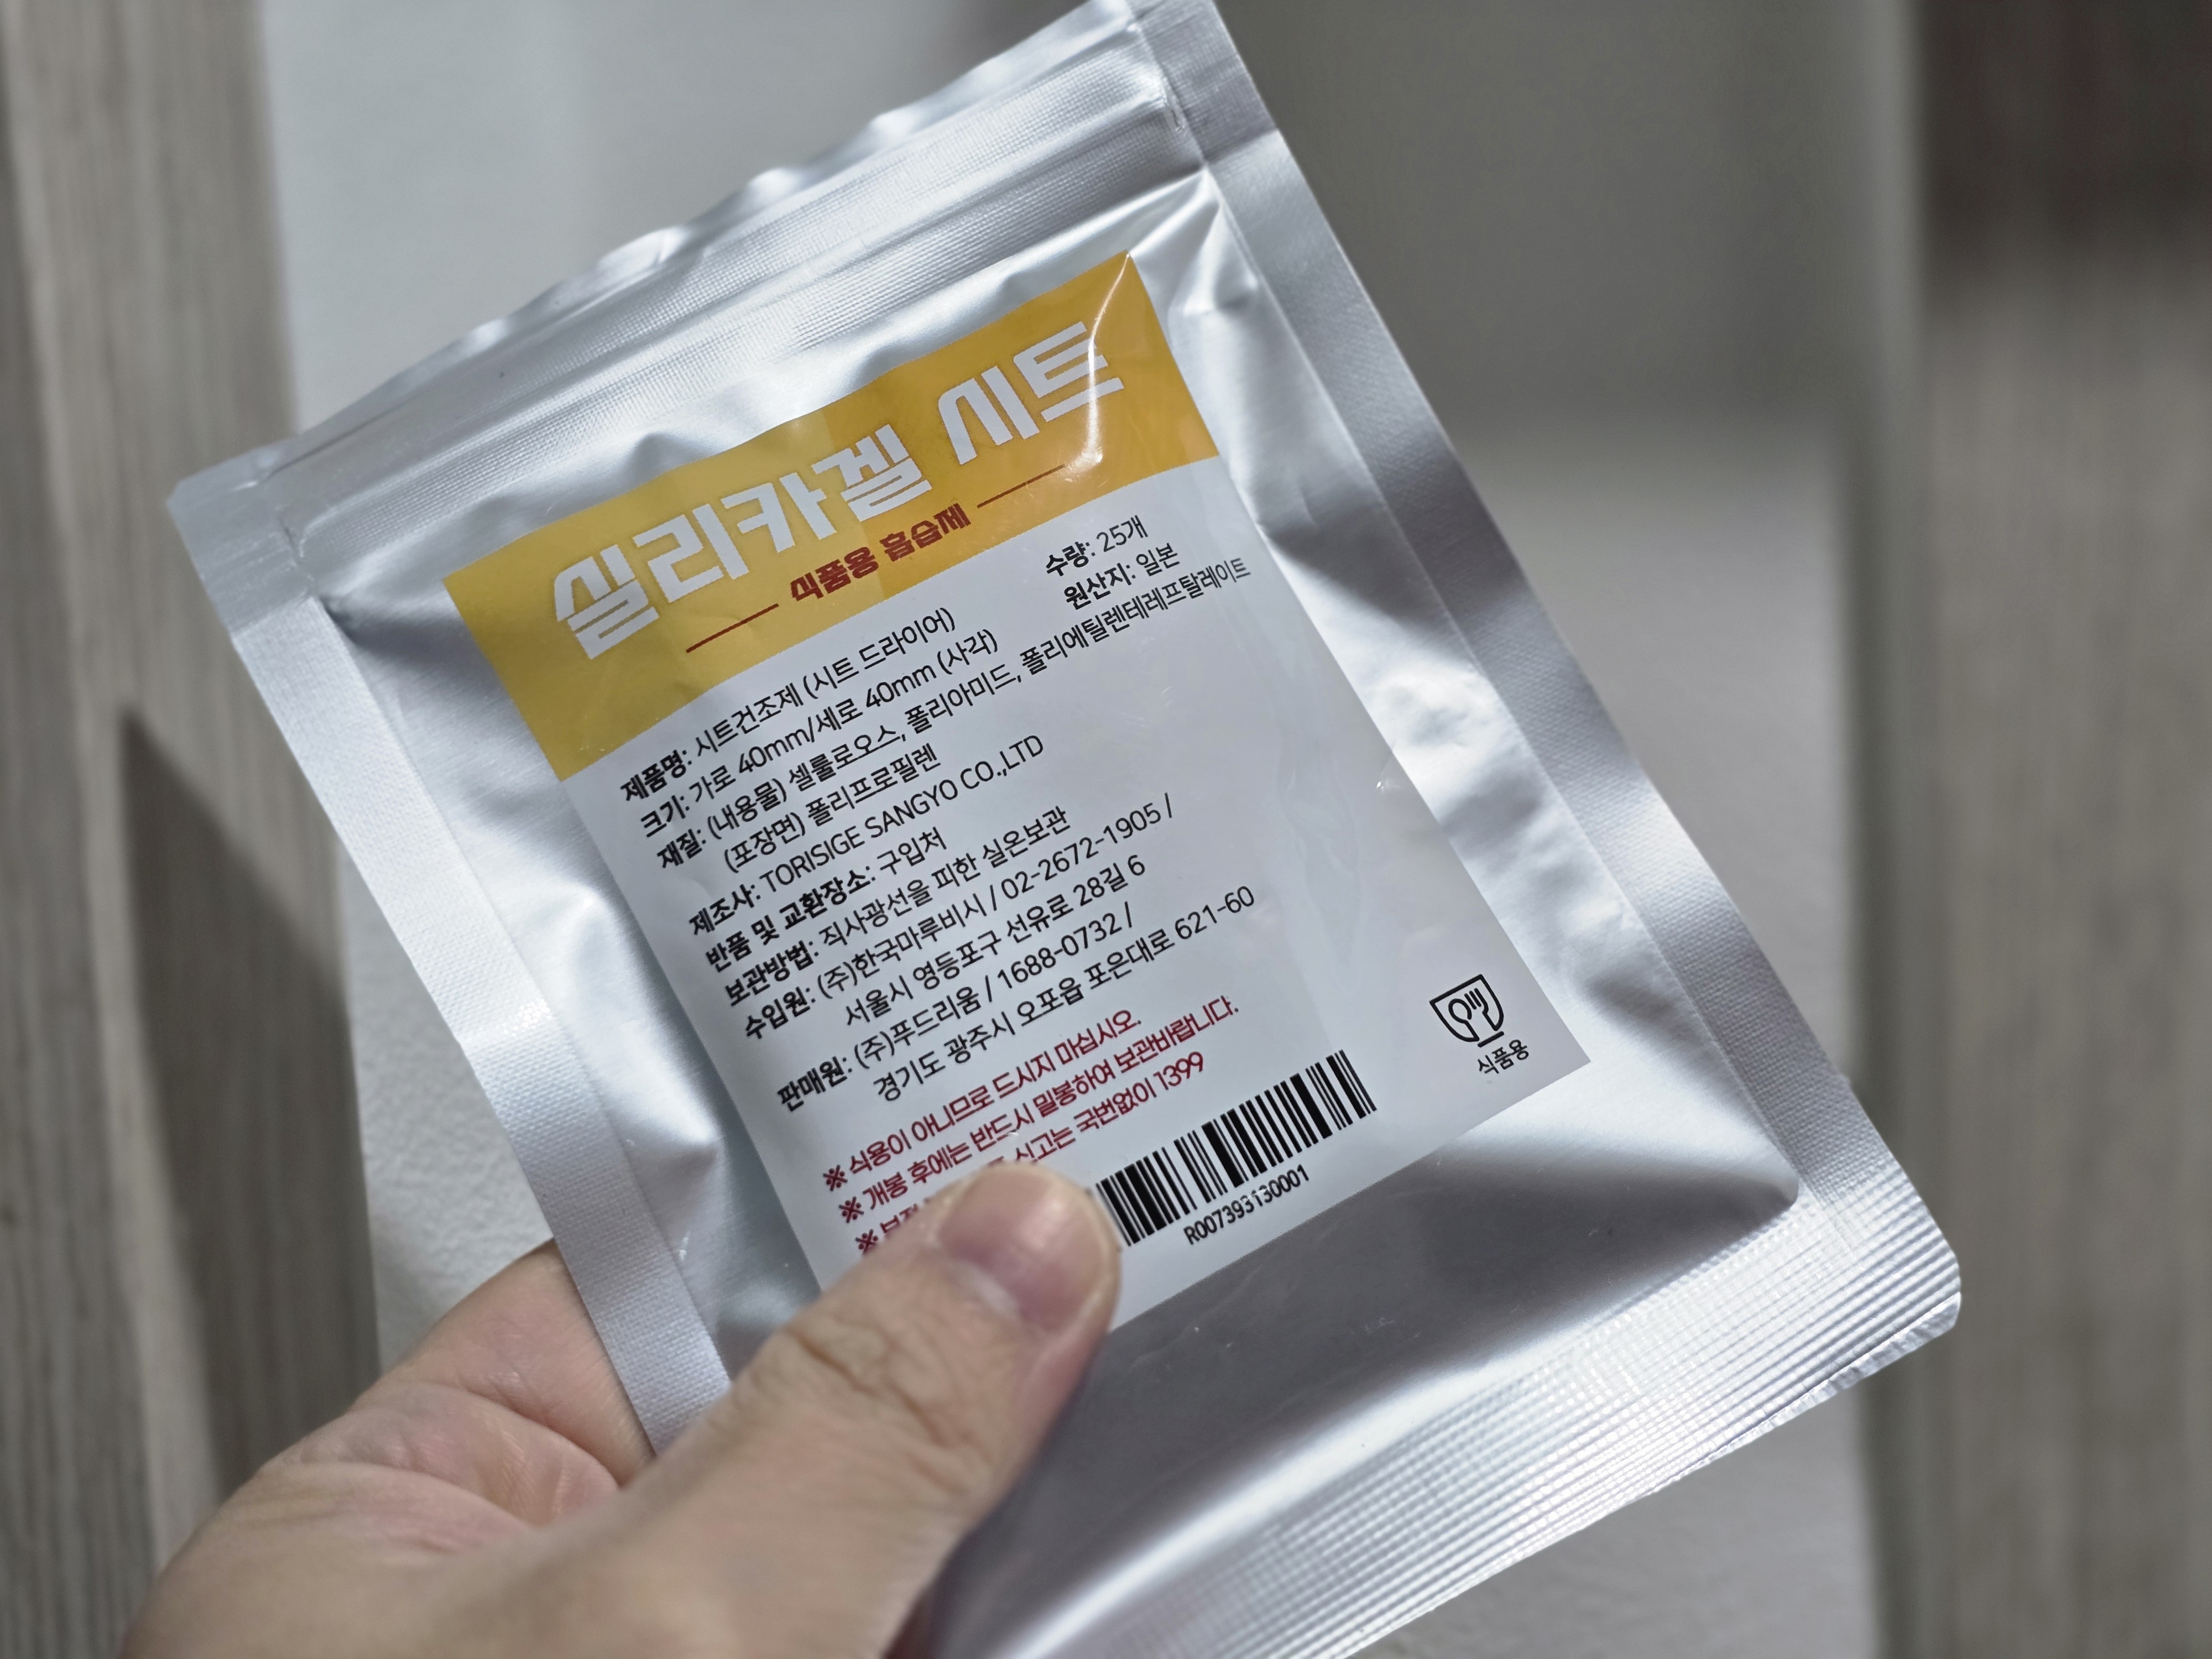 실리카겔 시트
식품용 흡습제
제품명: 시트건조제 (시트 드라이어) 수량: 25개
크기: 가로 40mm/세로 40mm (사각) 원산지: 일본
재질: (내용물) 셀룰로오스, 폴리아미드, 폴리에틸렌테레프탈레이트
(포장면) 폴리프로필렌
제조사: TORISIGE SANGYO CO.,LTD
반품 및 교환장소: 구입처
보관방법: 직사광선을 피한 실온보관
수입원: (주)한국마루비시 / 02-2672-1905 /
서울시 영등포구 선유로 28길 6
판매원: (주)푸드리움 / 1688-0732 /
경기도 광주시 오포읍 포은대로 621-60
※ 식용이 아니므로 드시지 마십시오.
※ 개봉 후에는 반드시 밀봉하여 보관바랍니다.
※ 신고는 국번없이 1399
R007393130001
식품용